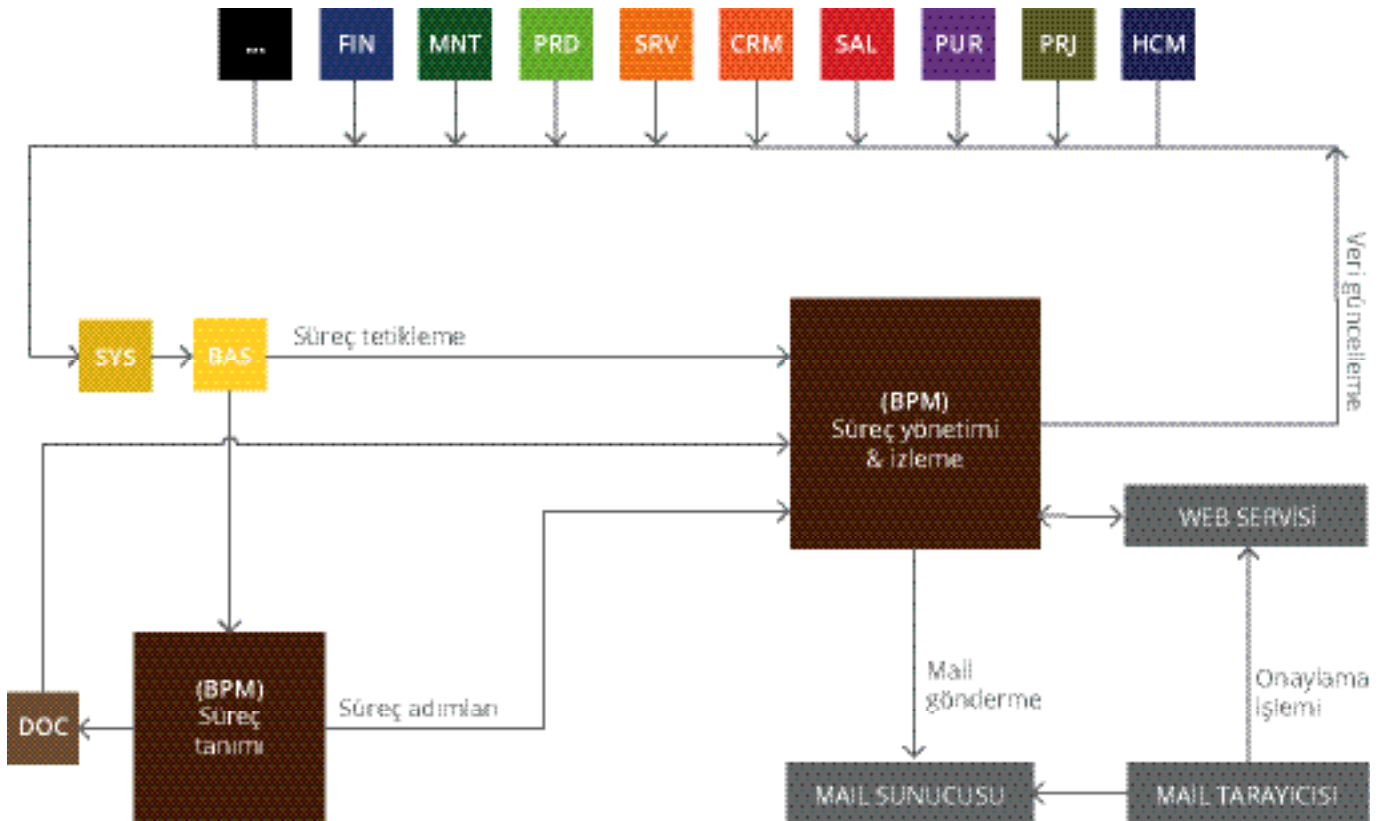 ...
FIN
MNT
PRD
SRV
CRM
SAL
PUR
PRJ
HCM
Veri güncelleme
SYS
BAS
Süreç tetikleme
(BPM)
Süreç yönetimi
& izleme
WEB SERVİSİ
(BPM)
Süreç
tanımı
DOC
Süreç adımları
Mail
gönderme
Onaylama
işlemi
MAIL SUNUCUSU
MAIL TARAYICISI